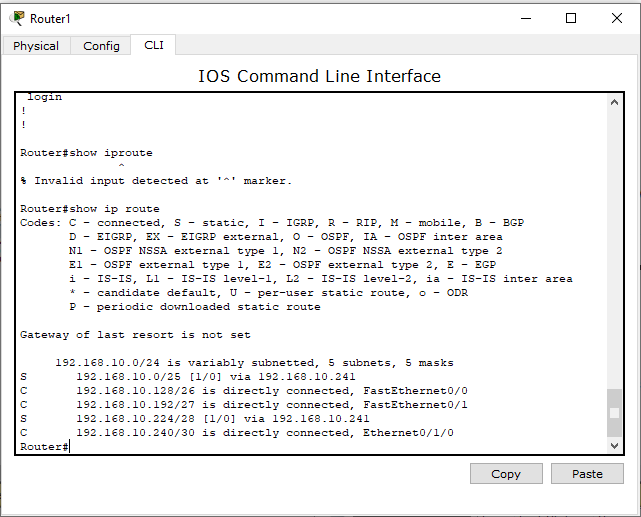 Router1
Physical Config CLI
IOS Command Line Interface
login
!
!
Router#show iproute
^
% Invalid input detected at '^' marker.
Router#show ip route
Codes: C - connected, S - static, I - IGRP, R - RIP, M - mobile, B - BGP
D - EIGRP, EX - EIGRP external, O - OSPF, IA - OSPF inter area
N1 - OSPF NSSA external type 1, N2 - OSPF NSSA external type 2
E1 - OSPF external type 1, E2 - OSPF external type 2, E - EGP
i - IS-IS, L1 - IS-IS level-1, L2 - IS-IS level-2, ia - IS-IS inter area
* - candidate default, U - per-user static route, o - ODR
P - periodic downloaded static route
Gateway of last resort is not set
192.168.10.0/24 is variably subnetted, 5 subnets, 5 masks
S 192.168.10.0/25 [1/0] via 192.168.10.241
C 192.168.10.128/26 is directly connected, FastEthernet0/0
C 192.168.10.192/27 is directly connected, FastEthernet0/1
S 192.168.10.224/28 [1/0] via 192.168.10.241
C 192.168.10.240/30 is directly connected, Ethernet0/1/0
Router#
Copy Paste